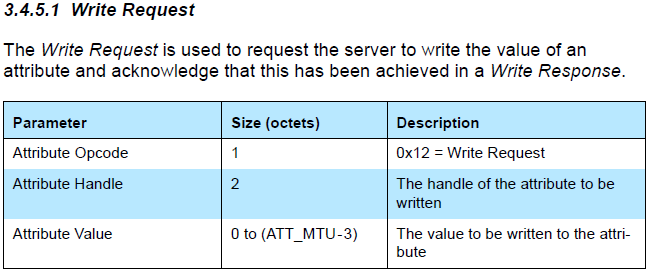 3.4.5.1 Write Request
The Write Request is used to request the server to write the value of an
attribute and acknowledge that this has been achieved in a Write Response.
Parameter Size (octets) Description
Attribute Opcode 1 0x12 = Write Request
Attribute Handle 2 The handle of the attribute to be
written
Attribute Value 0 to (ATT_MTU-3) The value to be written to the attri-
bute